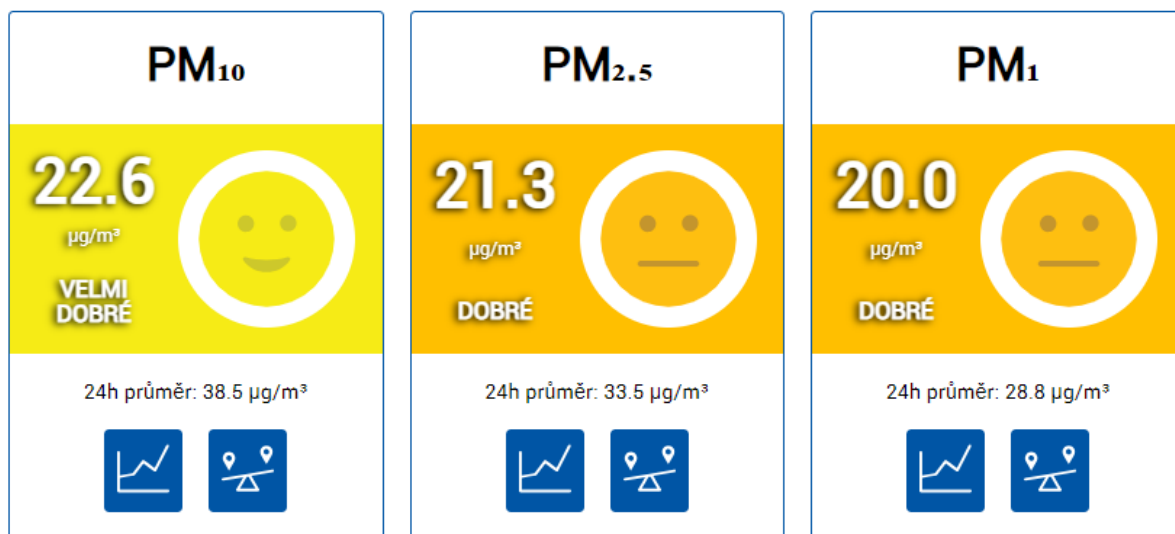 PM₁₀
22.6
µg/m³
VELMI
DOBRÉ
24h průměr: 38.5 µg/m³
PM₂.₅
21.3
µg/m³
DOBRÉ
24h průměr: 33.5 µg/m³
PM₁
20.0
µg/m³
DOBRÉ
24h průměr: 28.8 µg/m³